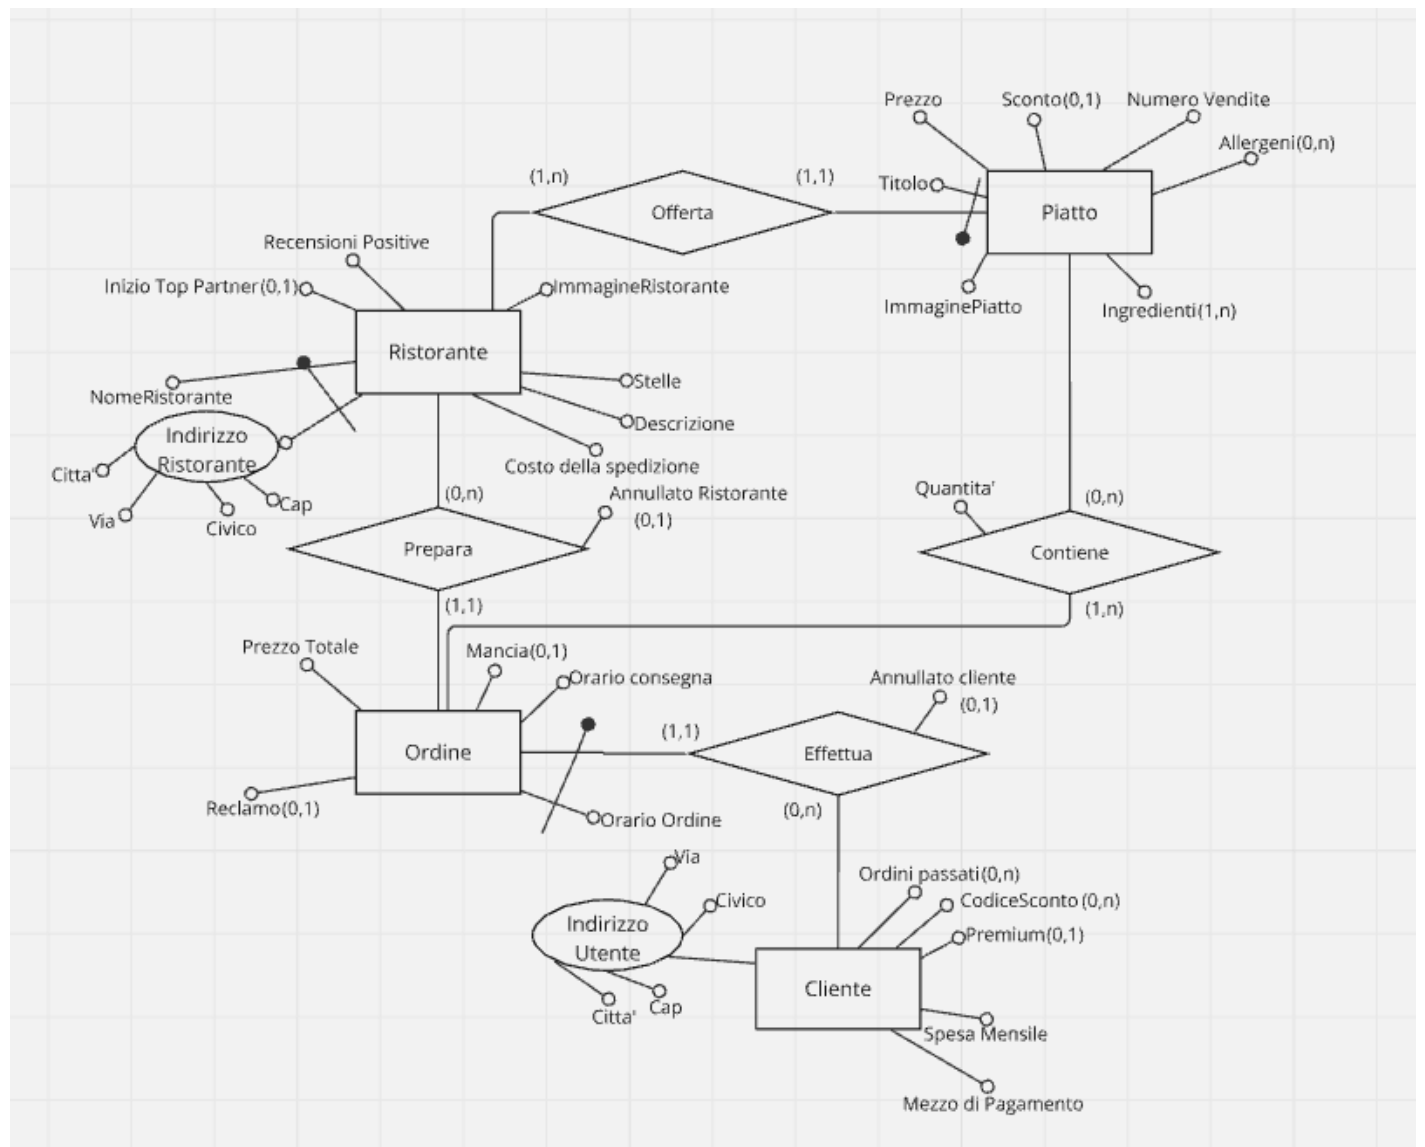 Prezzo
Sconto(0,1)
Numero Vendite
Allergeni(0,n)
(1,n)
(1,1)
Titolo
Offerta
Piatto
Recensioni Positive
Inizio Top Partner(0,1)
ImmagineRistorante
ImmaginePiatto
Ingredienti(1,n)
Ristorante
NomeRistorante
Stelle
Descrizione
Indirizzo
Ristorante
Costo della spedizione
Citta'
Via
Civico
Cap
(0,n)
Annullato Ristorante
(0,1)
Quantita'
(0,n)
Prepara
Contiene
(1,1)
(1,n)
Prezzo Totale
Mancia(0,1)
Orario consegna
Annullato cliente
(0,1)
(1,1)
Ordine
Effettua
Reclamo(0,1)
(0,n)
Orario Ordine
Via
Ordini passati(0,n)
Civico
CodiceSconto(0,n)
Indirizzo
Utente
Premium(0,1)
Cliente
Citta'
Cap
Spesa Mensile
Mezzo di Pagamento